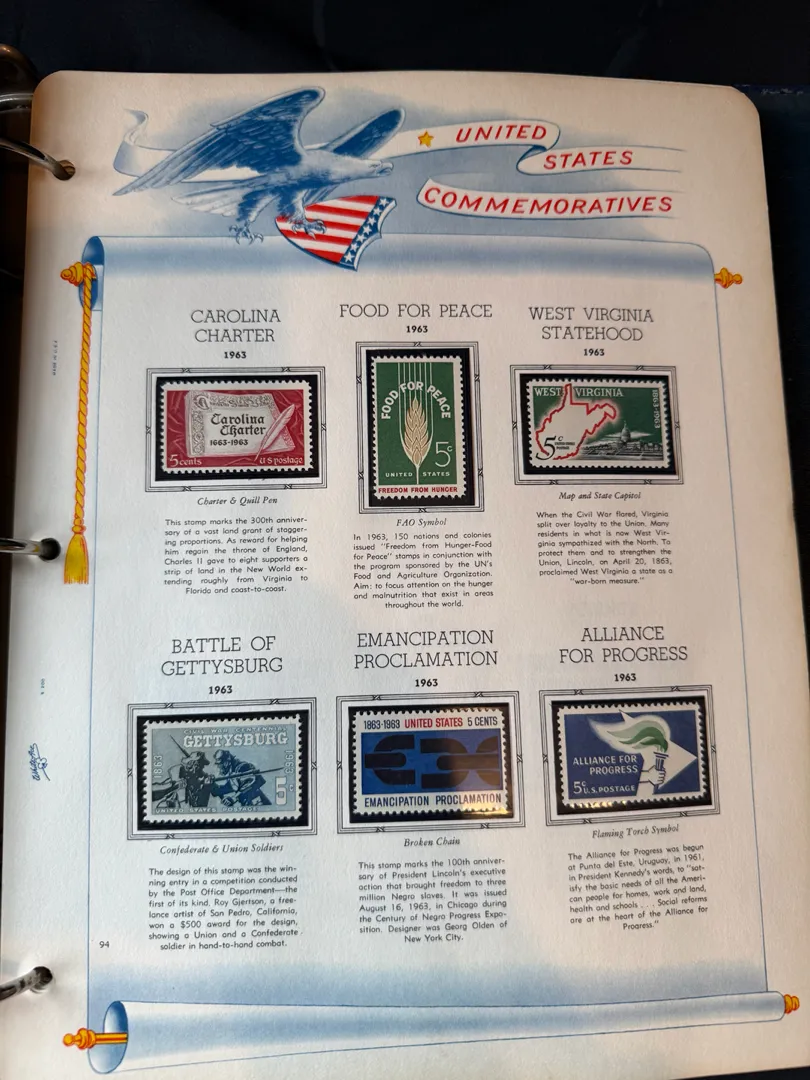 UNITED
STATES
COMMEMORATIVES
CAROLINA
CHARTER
1963
Carolina
Charter
1663-1963
5 cents
U S postage
Charter & Quill Pen
This stamp marks the 300th anniver-
sary of a vast land grant of stagger-
ing proportions. As reward for helping
him regain the throne of England,
Charles II gave to eight supporters a
strip of land in the New World ex-
tending roughly from Virginia to
Florida and coast-to-coast.
FOOD FOR PEACE
1963
FOOD FOR PEACE
5c
UNITED STATES
FREEDOM FROM HUNGER
FAO Symbol
In 1963, 150 nations and colonies
issued "Freedom from Hunger-Food
for Peace" stamps in conjunction with
the program sponsored by the UN's
Food and Agriculture Organization.
Aim: to focus attention on the hunger
and malnutrition that exist in areas
throughout the world.
WEST VIRGINIA
STATEHOOD
1963
WEST VIRGINIA
1863-1963
5c
Map and State Capitol
When the Civil War flared, Virginia
split over loyalty to the Union. Many
residents in what is now West Vir-
ginia sympathized with the North. To
protect them and to strengthen the
Union, Lincoln, on April 20, 1863,
proclaimed West Virginia a state as a
"war-born measure."
BATTLE OF
GETTYSBURG
1963
CIVIL WAR CENTENNIAL
GETTYSBURG
1863
1963
5c
UNITED STATES POSTAGE
Confederate & Union Soldiers
The design of this stamp was the win-
ning entry in a competition conducted
by the Post Office Department—the
first of its kind. Roy Gjertson, a free-
lance artist of San Pedro, California,
won a $500 award for the design,
showing a Union and a Confederate
soldier in hand-to-hand combat.
EMANCIPATION
PROCLAMATION
1963
1863-1963 UNITED STATES 5 CENTS
EMANCIPATION PROCLAMATION
Broken Chain
This stamp marks the 100th anniver-
sary of President Lincoln's executive
action that brought freedom to three
million Negro slaves. It was issued
August 16, 1963, in Chicago during
the Century of Negro Progress Expo-
sition. Designer was Georg Olden of
New York City.
ALLIANCE
FOR PROGRESS
1963
ALLIANCE FOR
PROGRESS
5c U.S. POSTAGE
Flaming Torch Symbol
The Alliance for Progress was begun
at Punta del Este, Uruguay, in 1961,
in President Kennedy's words, to "sat-
isfy the basic needs of all the Ameri-
can people for homes, work and land,
health and schools . . . Social reforms
are at the heart of the Alliance for
Progress."
94
MADE IN U.S.A.